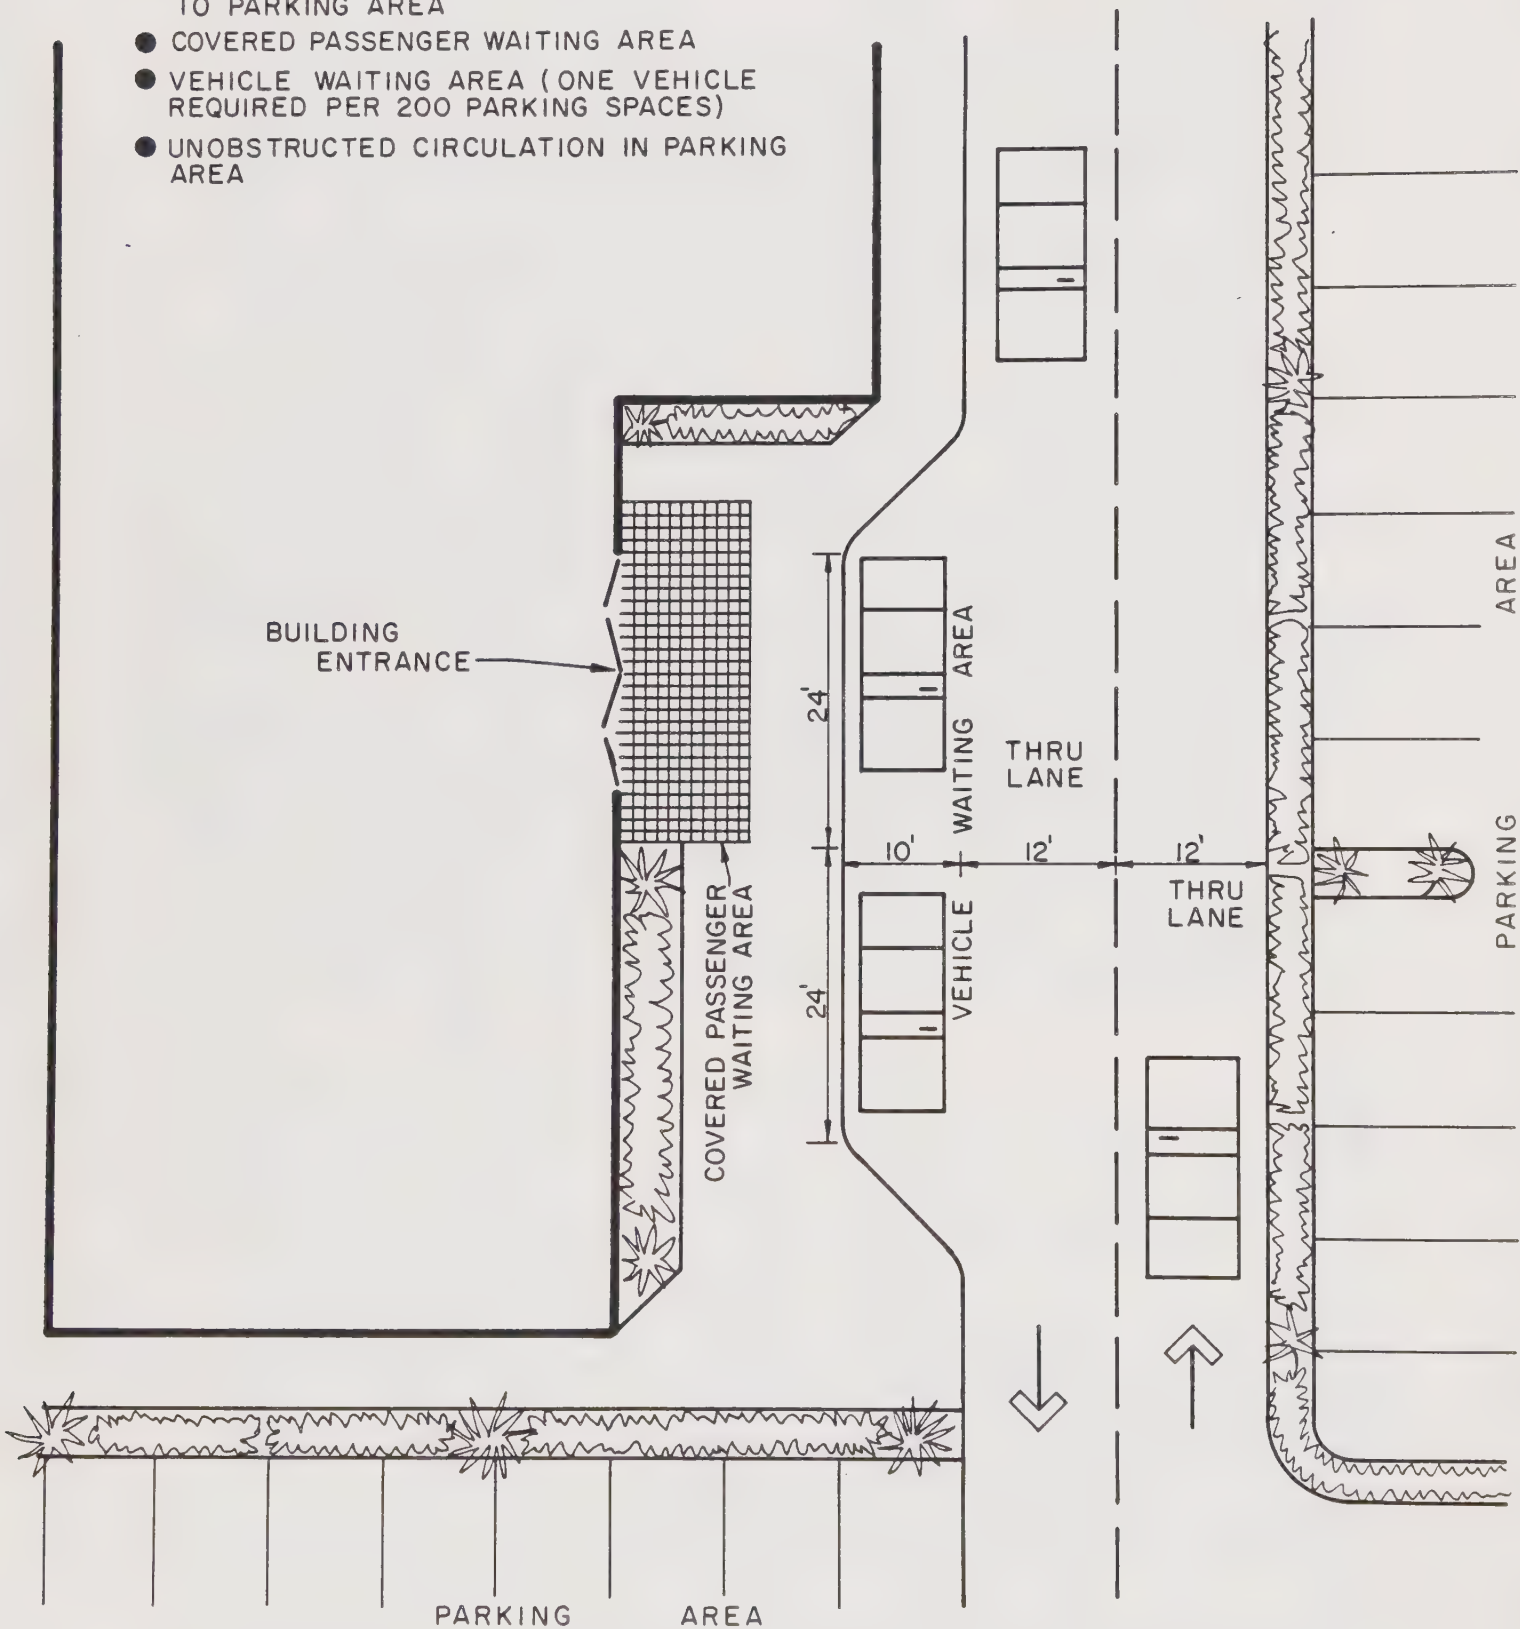 TO PARKING AREA
● COVERED PASSENGER WAITING AREA
● VEHICLE WAITING AREA (ONE VEHICLE
REQUIRED PER 200 PARKING SPACES)
● UNOBSTRUCTED CIRCULATION IN PARKING
AREA
BUILDING
ENTRANCE
24'
24'
COVERED PASSENGER
WAITING AREA
VEHICLE WAITING AREA
THRU
LANE
10'
12'
12'
THRU
LANE
PARKING AREA
PARKING AREA